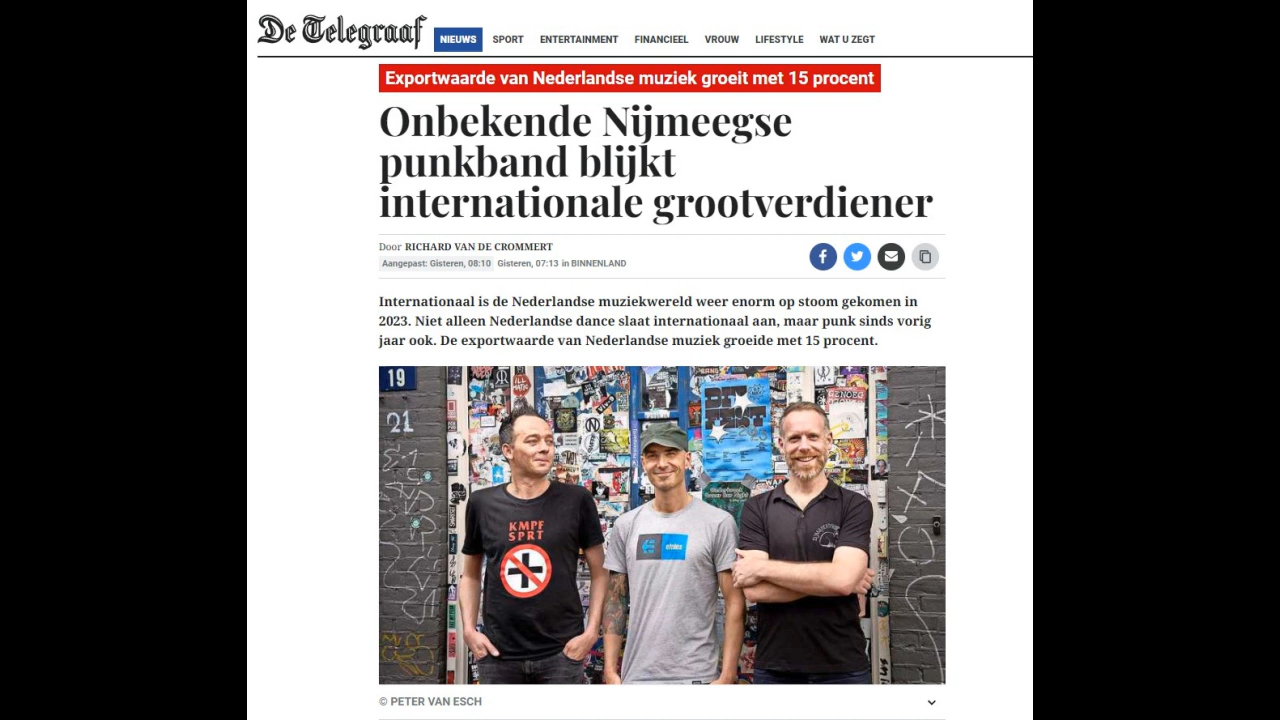 De Telegraaf
NIEUWS SPORT ENTERTAINMENT FINANCIEEL VROUW LIFESTYLE WAT U ZEGT
Exportwaarde van Nederlandse muziek groeit met 15 procent
Onbekende Nijmeegse
punkband blijkt
internationale grootverdiener
Door RICHARD VAN DE CROMMERT
Aangepast: Gisteren, 08:10 Gisteren, 07:13 in BINNENLAND
Internationaal is de Nederlandse muziekwereld weer enorm op stoom gekomen in
2023. Niet alleen Nederlandse dance slaat internationaal aan, maar punk sinds vorig
jaar ook. De exportwaarde van Nederlandse muziek groeide met 15 procent.
19
21
KMPF
SPRT
etnies
© PETER VAN ESCH